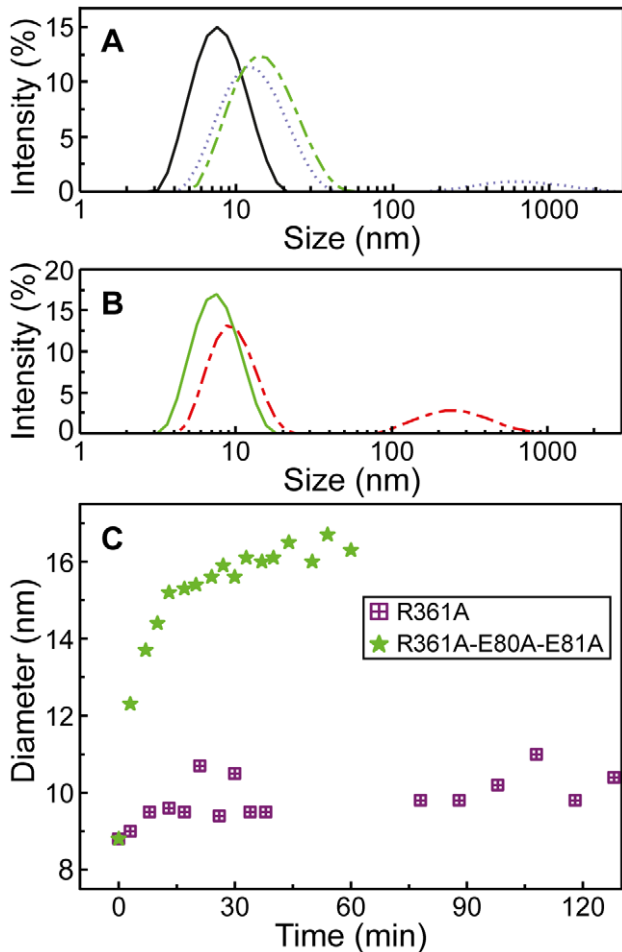 A
Intensity (%)
15
10
5
0
1 10 100 1000
Size (nm)
B
Intensity (%)
20
15
10
5
0
1 10 100 1000
Size (nm)
C
Diameter (nm)
16
14
12
10
8
R361A
R361A-E80A-E81A
0 30 60 90 120
Time (min)